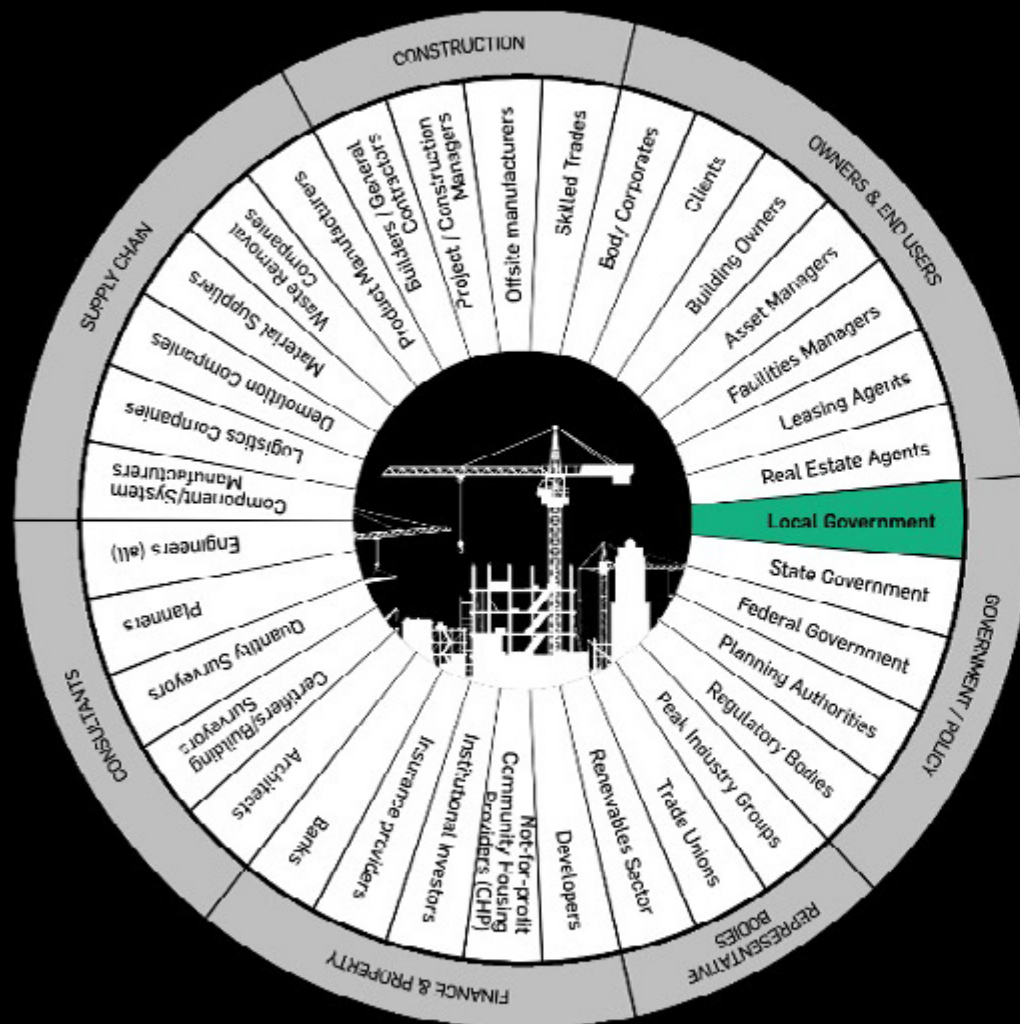 CONSTRUCTION
Builders / General
Contractors
Project / Construction
Managers
Offsite manufacturers
Skilled Trades
OWNERS & END USERS
Body/ Corporates
Clients
Building Owners
Asset Managers
Facilities Managers
Leasing Agents
Real Estate Agents
GOVERNMENT / POLICY
Local Government
State Government
Federal Government
Planning Authorities
Regulatory Bodies
REPRESENTATIVE
BODIES
Peak Industry Groups
Trade Unions
Renewables Sector
FINANCE & PROPERTY
Developers
Not-for-profit
Community Housing
Providers (CHP)
Institutional Investors
Insurance providers
Banks
CONSULTANTS
Architects
Certifiers/Building
Surveyors
Quantity Surveyors
Planners
Engineers (all)
SUPPLY CHAIN
Component/System
Manufacturers
Logistics Companies
Demolition Companies
Material Suppliers
Waste Removal
Companies
Product Manufacturers